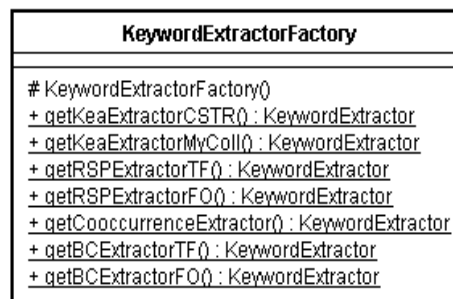 KeywordExtractorFactory
# KeywordExtractorFactory()
+ getKeaExtractorCSTR() : KeywordExtractor
+ getKeaExtractorMyColl() : KeywordExtractor
+ getRSPExtractorTF() : KeywordExtractor
+ getRSPExtractorFO() : KeywordExtractor
+ getCooccurrenceExtractor() : KeywordExtractor
+ getBCExtractorTF() : KeywordExtractor
+ getBCExtractorFO() : KeywordExtractor